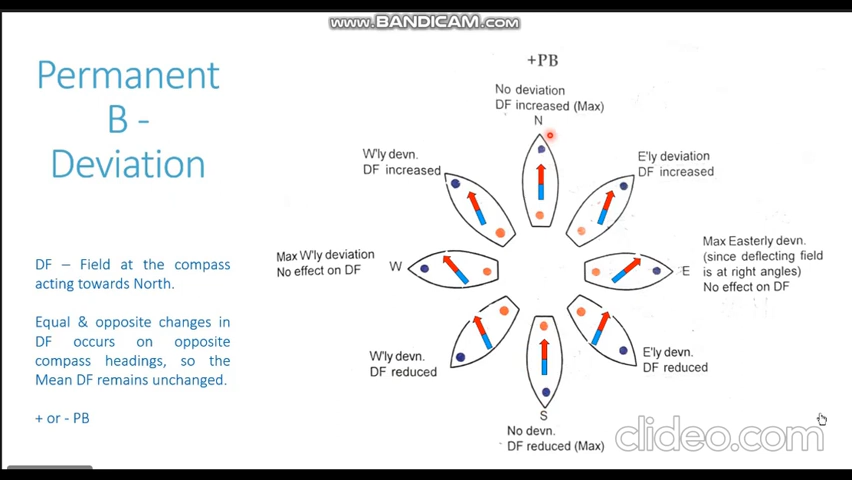 www.BANDICAM.com
Permanent
B -
Deviation
DF – Field at the compass
acting towards North.
Equal & opposite changes in
DF occurs on opposite
compass headings, so the
Mean DF remains unchanged.
+ or - PB
+PB
No deviation
DF increased (Max)
N
W'ly devn.
DF increased
E'ly deviation
DF increased
Max W'ly deviation
No effect on DF
W
E
Max Easterly devn.
(since deflecting field
is at right angles)
No effect on DF
W'ly devn.
DF reduced
E'ly devn.
DF reduced
S
No devn.
DF reduced (Max)
clideo.com